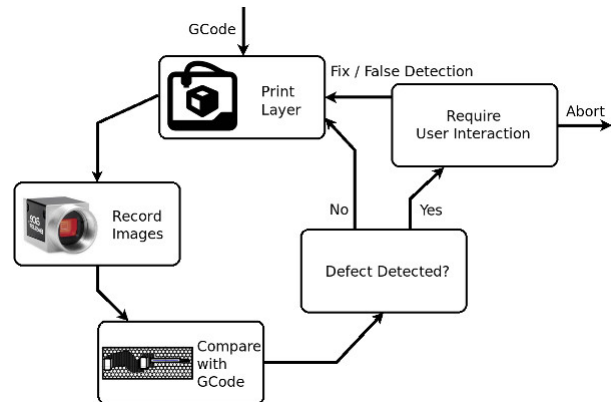 GCode
Print
Layer
Fix / False Detection
Require
User Interaction
Abort
Record
Images
No
Yes
Defect Detected?
Compare
with
GCode